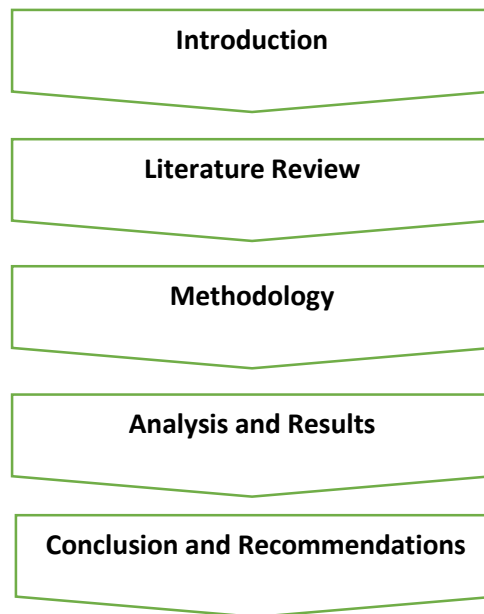 Introduction
Literature Review
Methodology
Analysis and Results
Conclusion and Recommendations